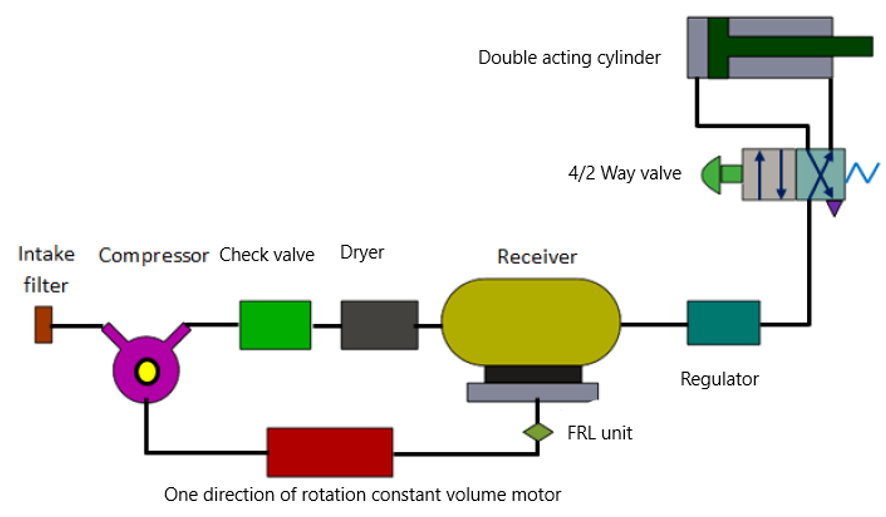 Double acting cylinder
4/2 Way valve
Intake
filter
Compressor
Check valve
Dryer
Receiver
Regulator
FRL unit
One direction of rotation constant volume motor